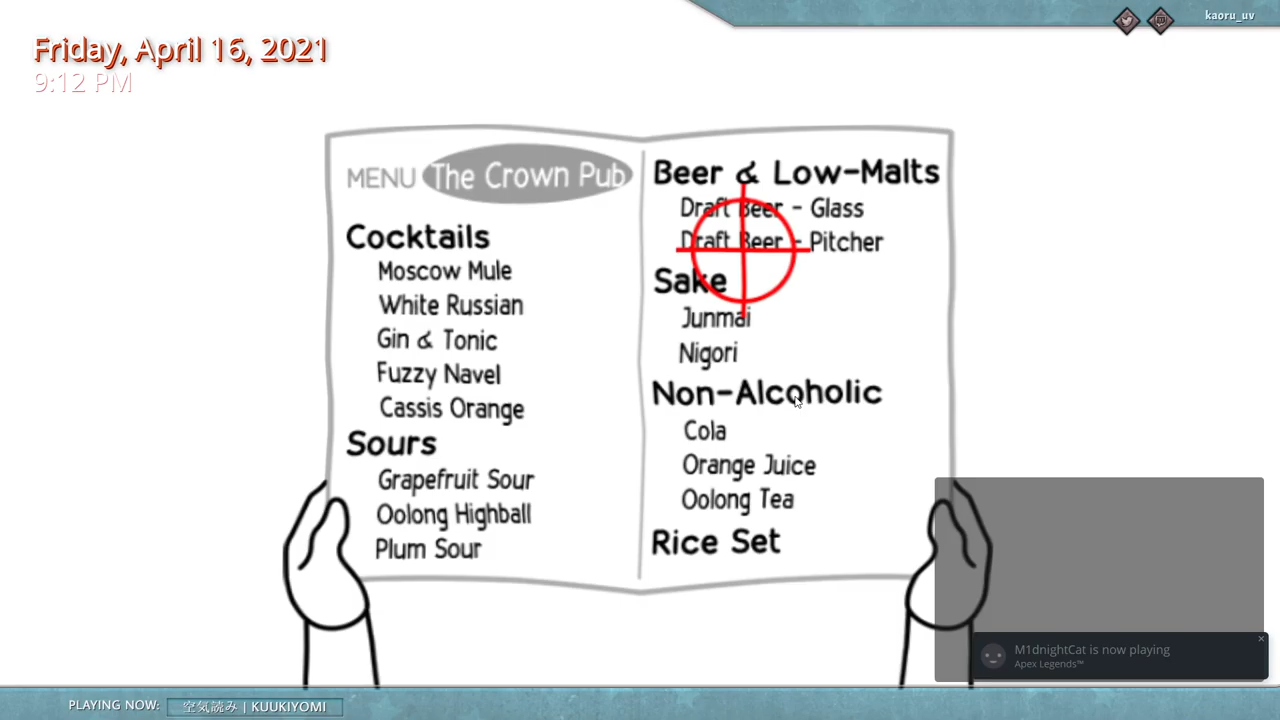 kaoru_uv
Friday, April 16, 2021
9:12 PM
MENU The Crown Pub
Cocktails
Moscow Mule
White Russian
Gin & Tonic
Fuzzy Navel
Cassis Orange
Sours
Grapefruit Sour
Oolong Highball
Plum Sour
Beer & Low-Malts
Draft Beer - Glass
Draft Beer - Pitcher
Sake
Junmai
Nigori
Non-Alcoholic
Cola
Orange Juice
Oolong Tea
Rice Set
M1dnightCat is now playing
Apex Legends™
PLAYING NOW: 空気読み | KUUKIYOMI